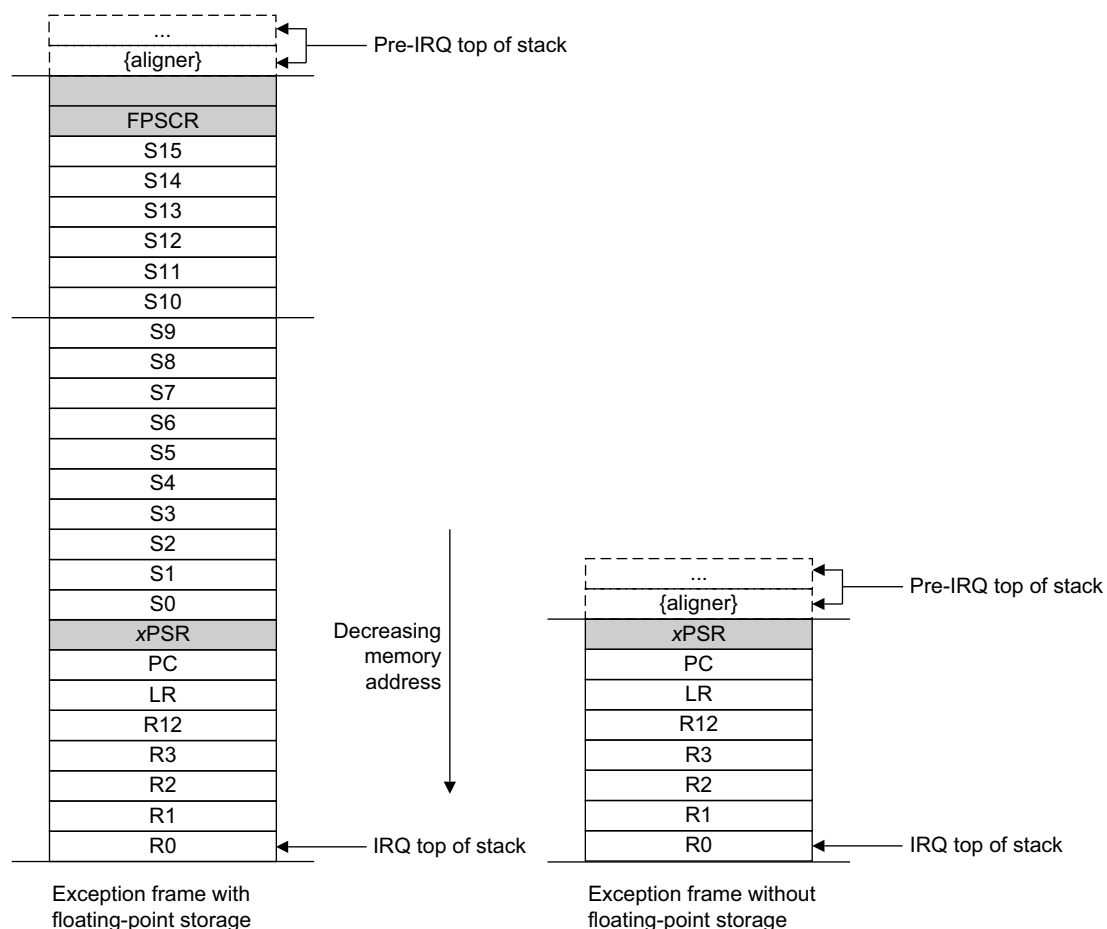 ...
{aligner}
Pre-IRQ top of stack
FPSCR
S15
S14
S13
S12
S11
S10
S9
S8
S7
S6
S5
S4
S3
S2
S1
S0
xPSR
PC
LR
R12
R3
R2
R1
R0
IRQ top of stack
Exception frame with
floating-point storage
Decreasing
memory
address
...
{aligner}
Pre-IRQ top of stack
xPSR
PC
LR
R12
R3
R2
R1
R0
IRQ top of stack
Exception frame without
floating-point storage